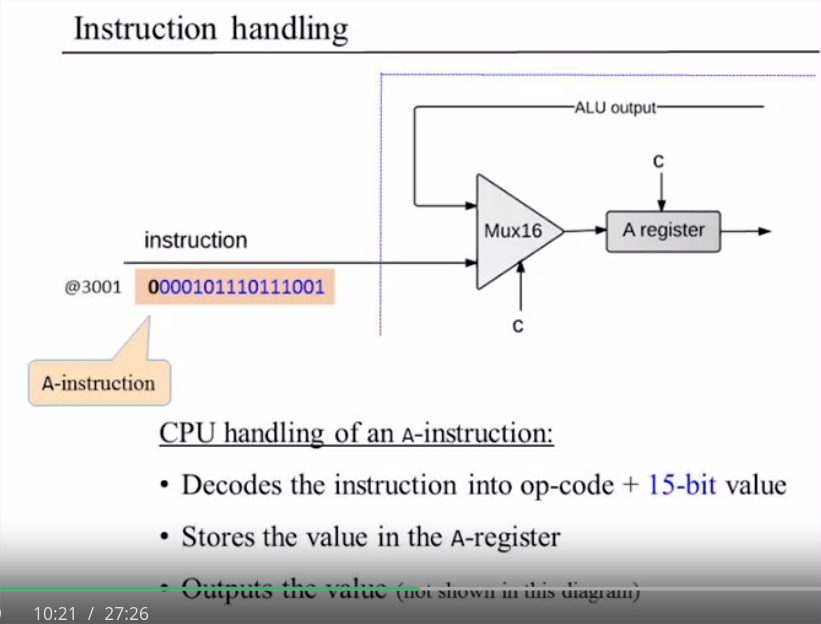 Instruction handling
ALU output
C
Mux16
A register
instruction
@3001 0000101110111001
C
A-instruction
CPU handling of an A-instruction:
• Decodes the instruction into op-code + 15-bit value
• Stores the value in the A-register
• Outputs the value (not shown in this diagram)
10:21 / 27:26